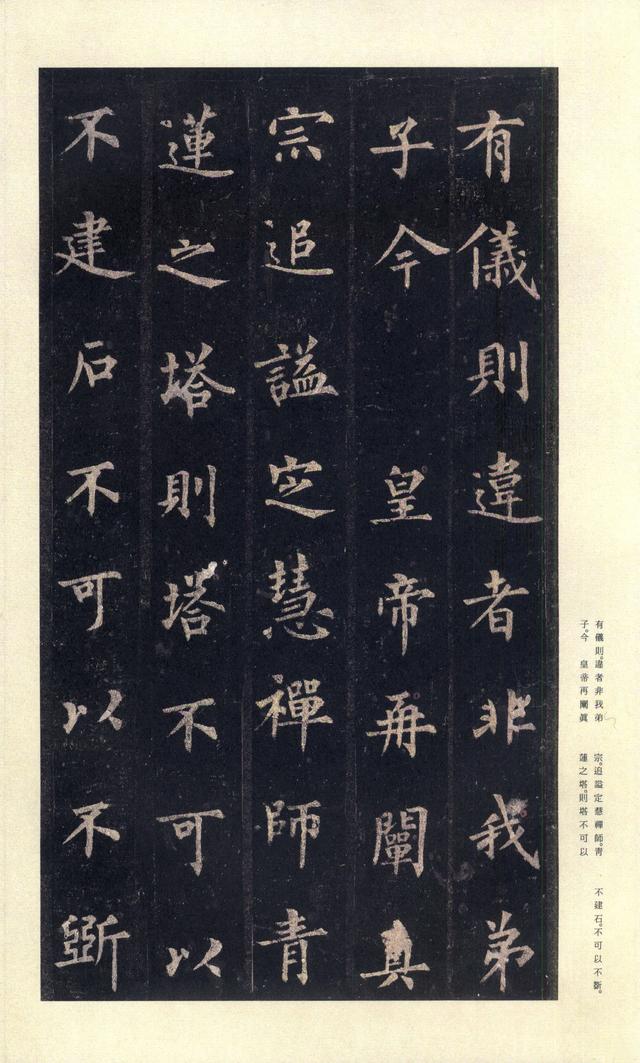 有儀則違者非我弟
子今皇帝再闡真
宗追謚定慧禪師青
蓮之塔則塔不可以
不建石不可以不斲
有儀則。違者非我弟
子。今　皇帝再闡眞
宗。追謚定慧禪師。青
蓮之塔。則塔不可以
不建。石。不可以不斲。